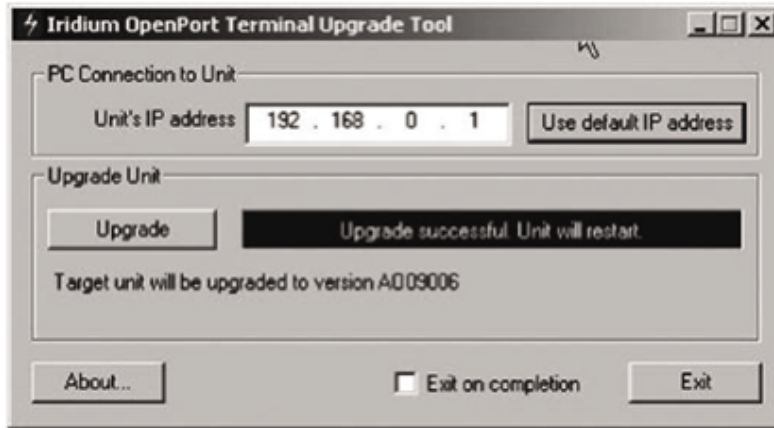 Iridium OpenPort Terminal Upgrade Tool
PC Connection to Unit
Unit's IP address 192 . 168 . 0 . 1 Use default IP address
Upgrade Unit
Upgrade Upgrade successful. Unit will restart.
Target unit will be upgraded to version A009006
About... Exit on completion Exit